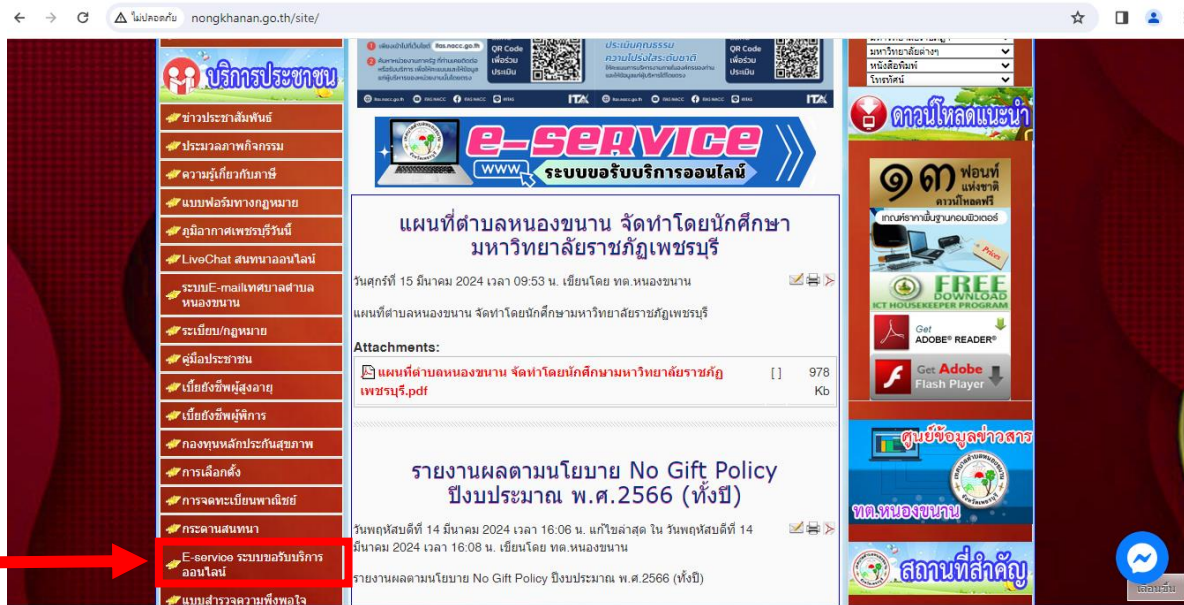 ไม่ปลอดภัย nongkhanan.go.th/site/
บริการประชาชน
ข่าวประชาสัมพันธ์
ประมวลภาพกิจกรรม
ความรู้เกี่ยวกับภาษี
แบบฟอร์มทางกฎหมาย
ภูมิอากาศเพชรบุรีวันนี้
LiveChat สนทนาออนไลน์
ระบบE-mailเทศบาลตำบล
หนองขนาน
ระเบียบ/กฎหมาย
คู่มือประชาชน
เบี้ยยังชีพผู้สูงอายุ
เบี้ยยังชีพผู้พิการ
กองทุนหลักประกันสุขภาพ
การเลือกตั้ง
การจดทะเบียนพาณิชย์
กระดานสนทนา
E-service ระบบขอรับบริการ
ออนไลน์
แบบสำรวจความพึงพอใจ
QR Code
เพื่อร่วม
ประเมิน
ประเมินคุณธรรม
ความโปร่งใสระดับชาติ
QR Code
เพื่อร่วม
ประเมิน
ITA
ITA
e-service
www ระบบขอรับบริการออนไลน์
แผนที่ตำบลหนองขนาน จัดทำโดยนักศึกษา
มหาวิทยาลัยราชภัฏเพชรบุรี
วันศุกร์ที่ 15 มีนาคม 2024 เวลา 09:53 น. เขียนโดย ทต.หนองขนาน
แผนที่ตำบลหนองขนาน จัดทำโดยนักศึกษามหาวิทยาลัยราชภัฏเพชรบุรี
Attachments:
แผนที่ตำบลหนองขนาน จัดทำโดยนักศึกษามหาวิทยาลัยราชภัฏ [ ] 978
เพชรบุรี.pdf Kb
รายงานผลตามนโยบาย No Gift Policy
ปีงบประมาณ พ.ศ.2566 (ทั้งปี)
วันพฤหัสบดีที่ 14 มีนาคม 2024 เวลา 16:06 น. แก้ไขล่าสุด ใน วันพฤหัสบดีที่ 14
มีนาคม 2024 เวลา 16:08 น. เขียนโดย ทต.หนองขนาน
รายงานผลตามนโยบาย No Gift Policy ปีงบประมาณ พ.ศ.2566 (ทั้งปี)
มหาวิทยาลัยต่างๆ
หนังสือพิมพ์
โทรทัศน์
ดาวน์โหลดแนะนำ
๑๓ ฟอนท์
แห่งชาติ
ดาวน์โหลดฟรี
เกณฑ์ราคาพื้นฐานคอมพิวเตอร์
Price
FREE
DOWNLOAD
ICT HOUSEKEEPER PROGRAM
Get
ADOBE® READER®
Get Adobe
Flash Player
ศูนย์ข้อมูลข่าวสาร
ทต.หนองขนาน
สถานที่สำคัญ
เลื่อนขึ้น